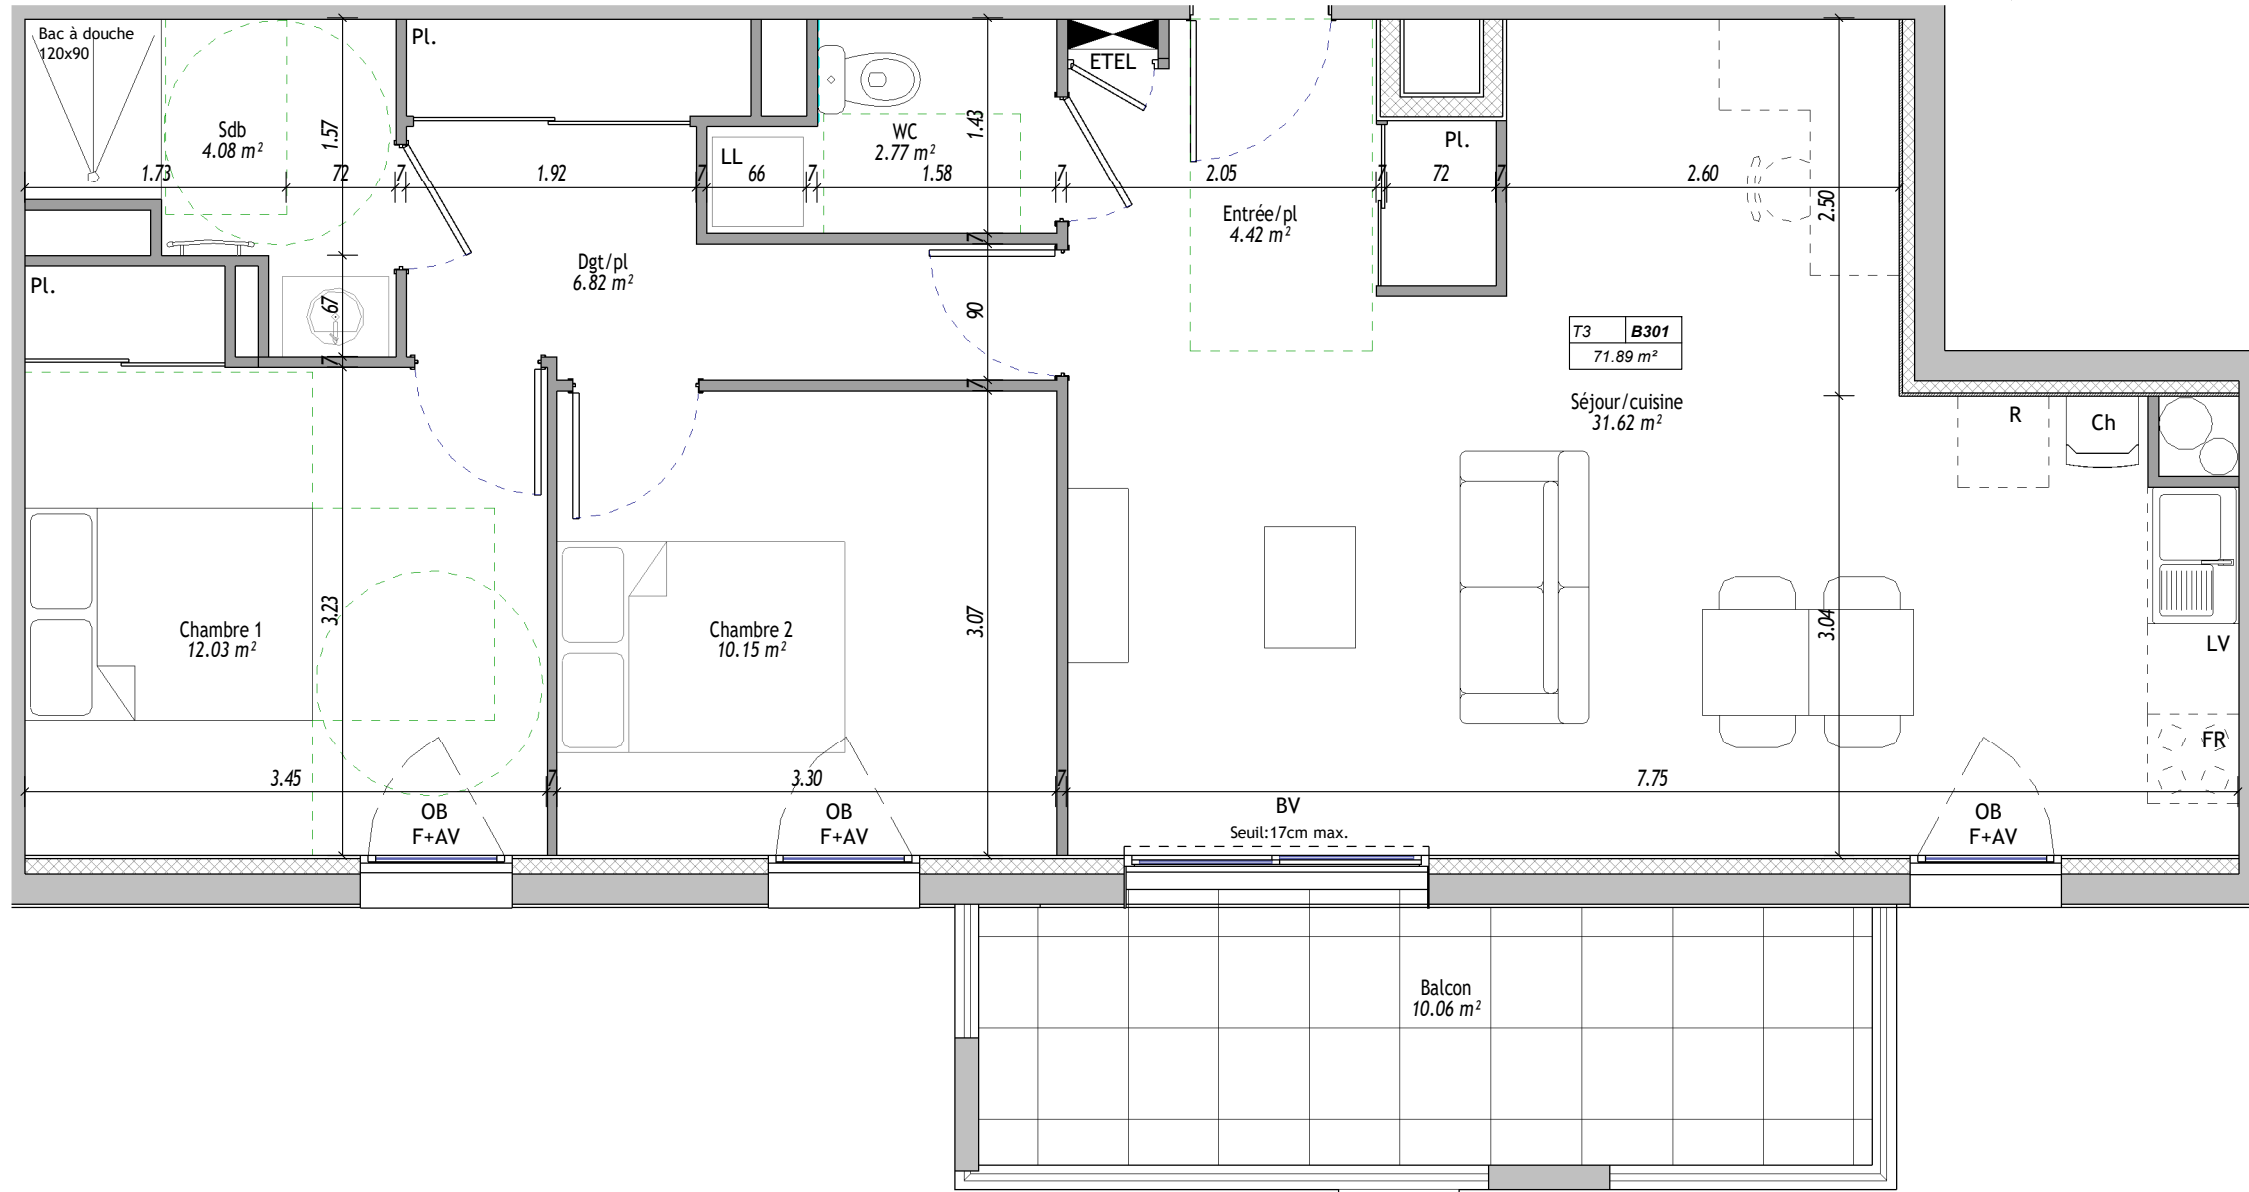 Bac à douche
120x90
Pl.
ETEL
Sdb
4.08 m²
1.57
1.43
WC
2.77 m²
LL
Pl.
1.73
72
7
1.92
7
66
7
1.58
7
2.05
7
72
7
2.60
2.50
Entrée/pl
4.42 m²
7
Dgt/pl
6.82 m²
Pl.
67
90
7
7
T3
B301
71.89 m²
Séjour/cuisine
31.62 m²
R
Ch
3.23
3.07
3.04
Chambre 1
12.03 m²
Chambre 2
10.15 m²
LV
FR
3.45
7
3.30
7
7.75
OB
F+AV
OB
F+AV
BV
Seuil:17cm max.
OB
F+AV
Balcon
10.06 m²